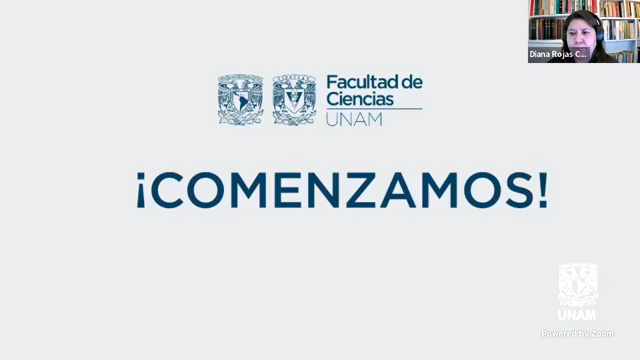 Diana Rojas C...
Facultad de
Ciencias
UNAM
¡COMENZAMOS!
UNAM
Powered by Zoom